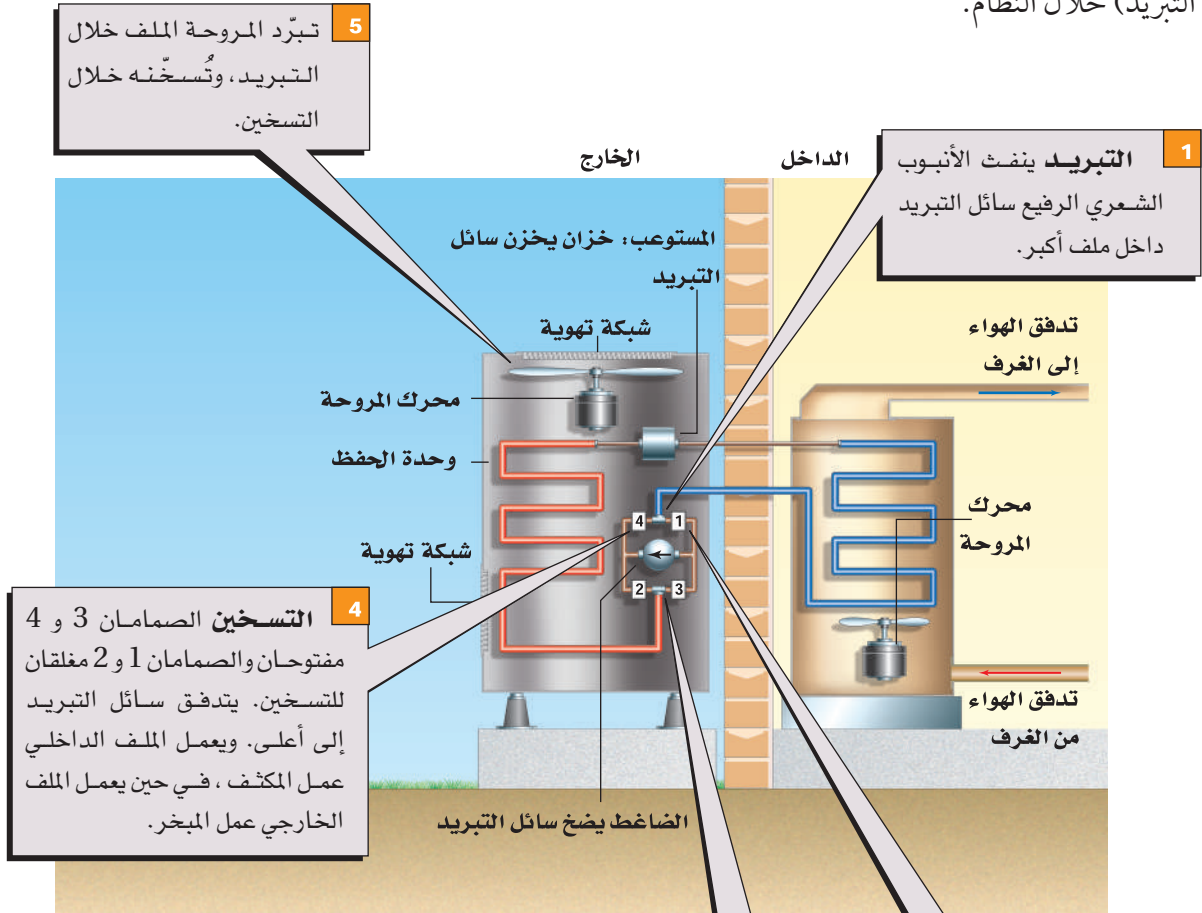 التبريد) خلال النظام.
5 تبرّد المروحة الملف خلال
التبريد، وتُسخّنه خلال
التسخين.
الخارج
الداخل
1 التبريد ينفث الأنبوب
الشعري الرفيع سائل التبريد
داخل ملف أكبر.
المستوعب: خزان يخزن سائل
التبريد
شبكة تهوية
تدفق الهواء
إلى الغرف
محرك المروحة
وحدة الحفظ
محرك
المروحة
4 1
2 3
شبكة تهوية
4 التسخين الصمامان 3 و 4
مفتوحان والصمامان 1 و 2 مغلقان
للتسخين. يتدفق سائل التبريد
إلى أعلى. ويعمل الملف الداخلي
عمل المكثف، في حين يعمل الملف
الخارجي عمل المبخر.
تدفق الهواء
من الغرف
الضاغط يضخ سائل التبريد